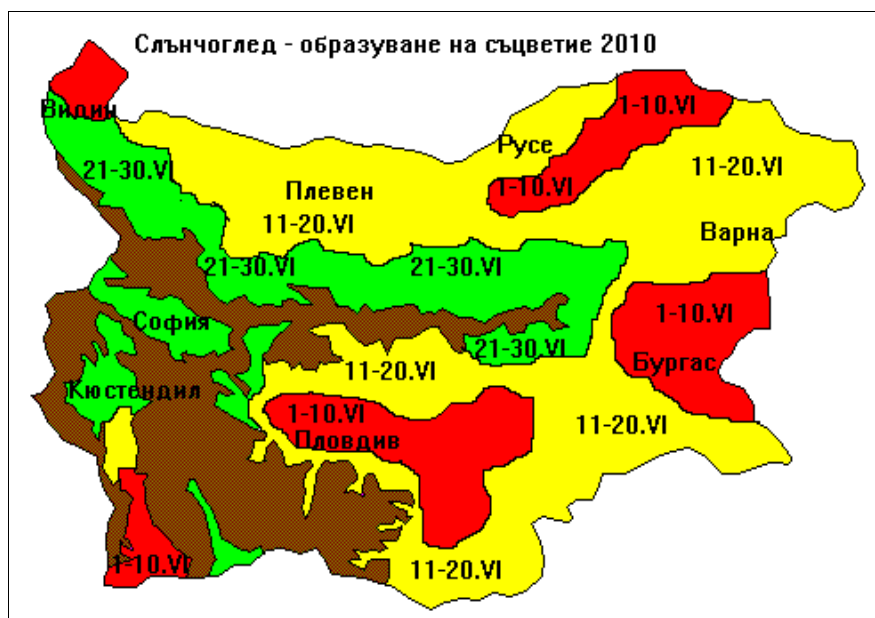 Слънчоглед - образуване на съцветие 2010
Видин
1-10.VI
Русе
21-30.VI
11-20.VI
1-10.VI
Плевен
11-20.VI
Варна
21-30.VI
21-30.VI
1-10.VI
София
21-30.VI
Бургас
11-20.VI
Кюстендил
1-10.VI
11-20.VI
Пловдив
1-10.VI
11-20.VI